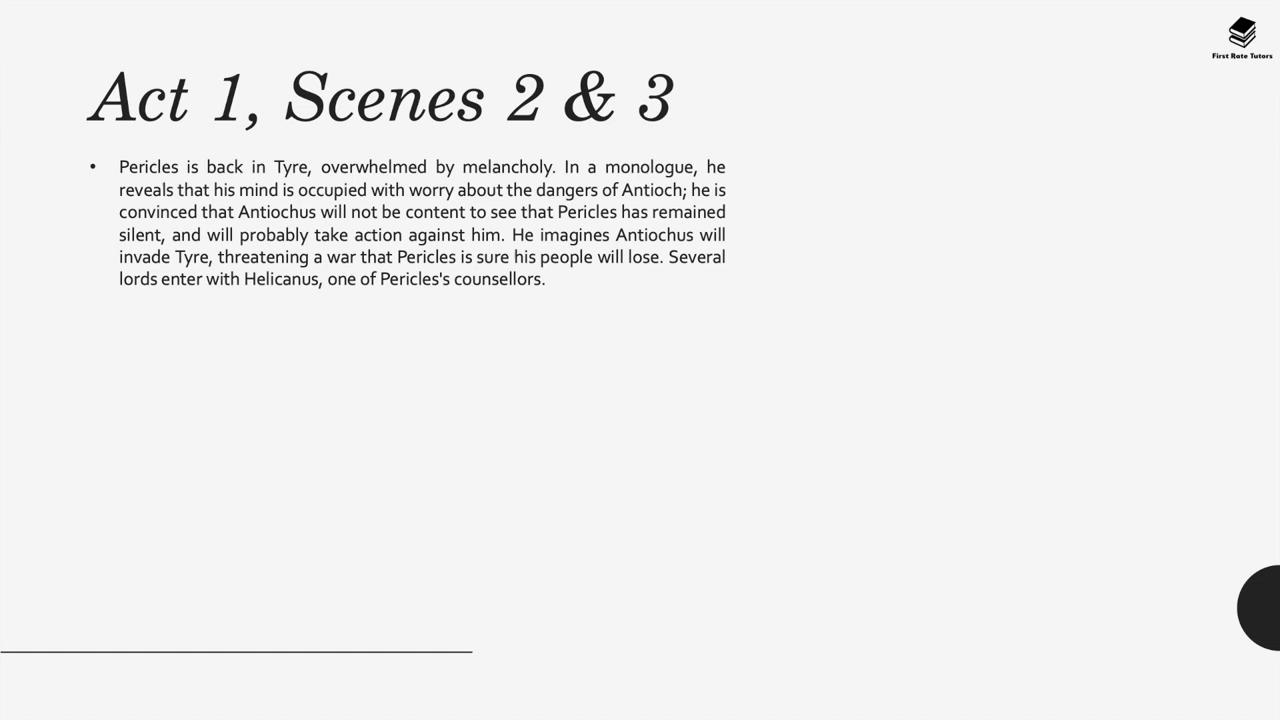 First Rate Tutors
Act 1, Scenes 2 & 3
• Pericles is back in Tyre, overwhelmed by melancholy. In a monologue, he
reveals that his mind is occupied with worry about the dangers of Antioch; he is
convinced that Antiochus will not be content to see that Pericles has remained
silent, and will probably take action against him. He imagines Antiochus will
invade Tyre, threatening a war that Pericles is sure his people will lose. Several
lords enter with Helicanus, one of Pericles's counsellors.